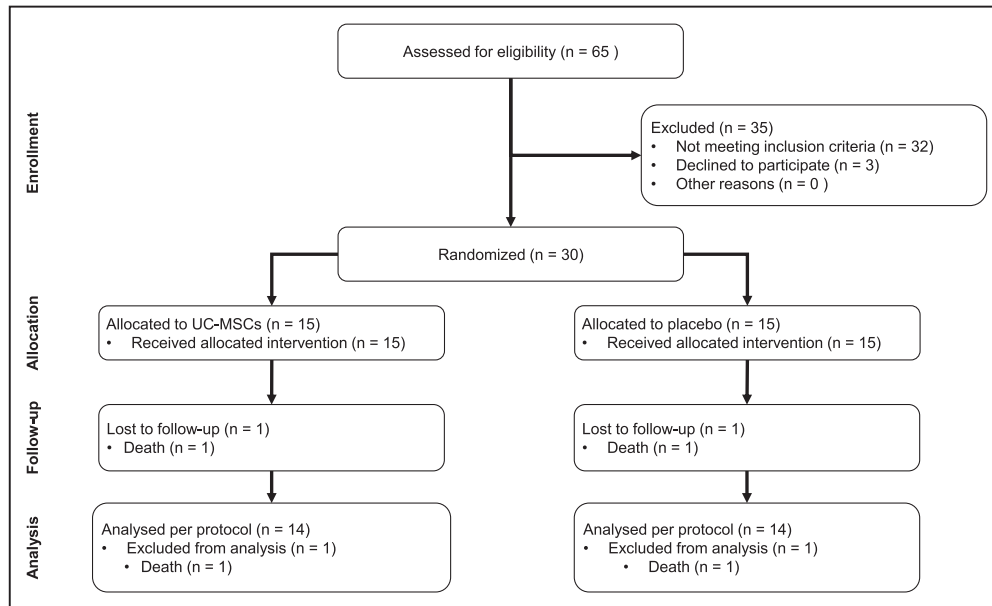 Enrollment
Assessed for eligibility (n = 65 )
Excluded (n = 35)
• Not meeting inclusion criteria (n = 32)
• Declined to participate (n = 3)
• Other reasons (n = 0 )
Randomized (n = 30)
Allocation
Allocated to UC-MSCs (n = 15)
• Received allocated intervention (n = 15)
Allocated to placebo (n = 15)
• Received allocated intervention (n = 15)
Follow-up
Lost to follow-up (n = 1)
• Death (n = 1)
Lost to follow-up (n = 1)
• Death (n = 1)
Analysis
Analysed per protocol (n = 14)
• Excluded from analysis (n = 1)
• Death (n = 1)
Analysed per protocol (n = 14)
• Excluded from analysis (n = 1)
• Death (n = 1)